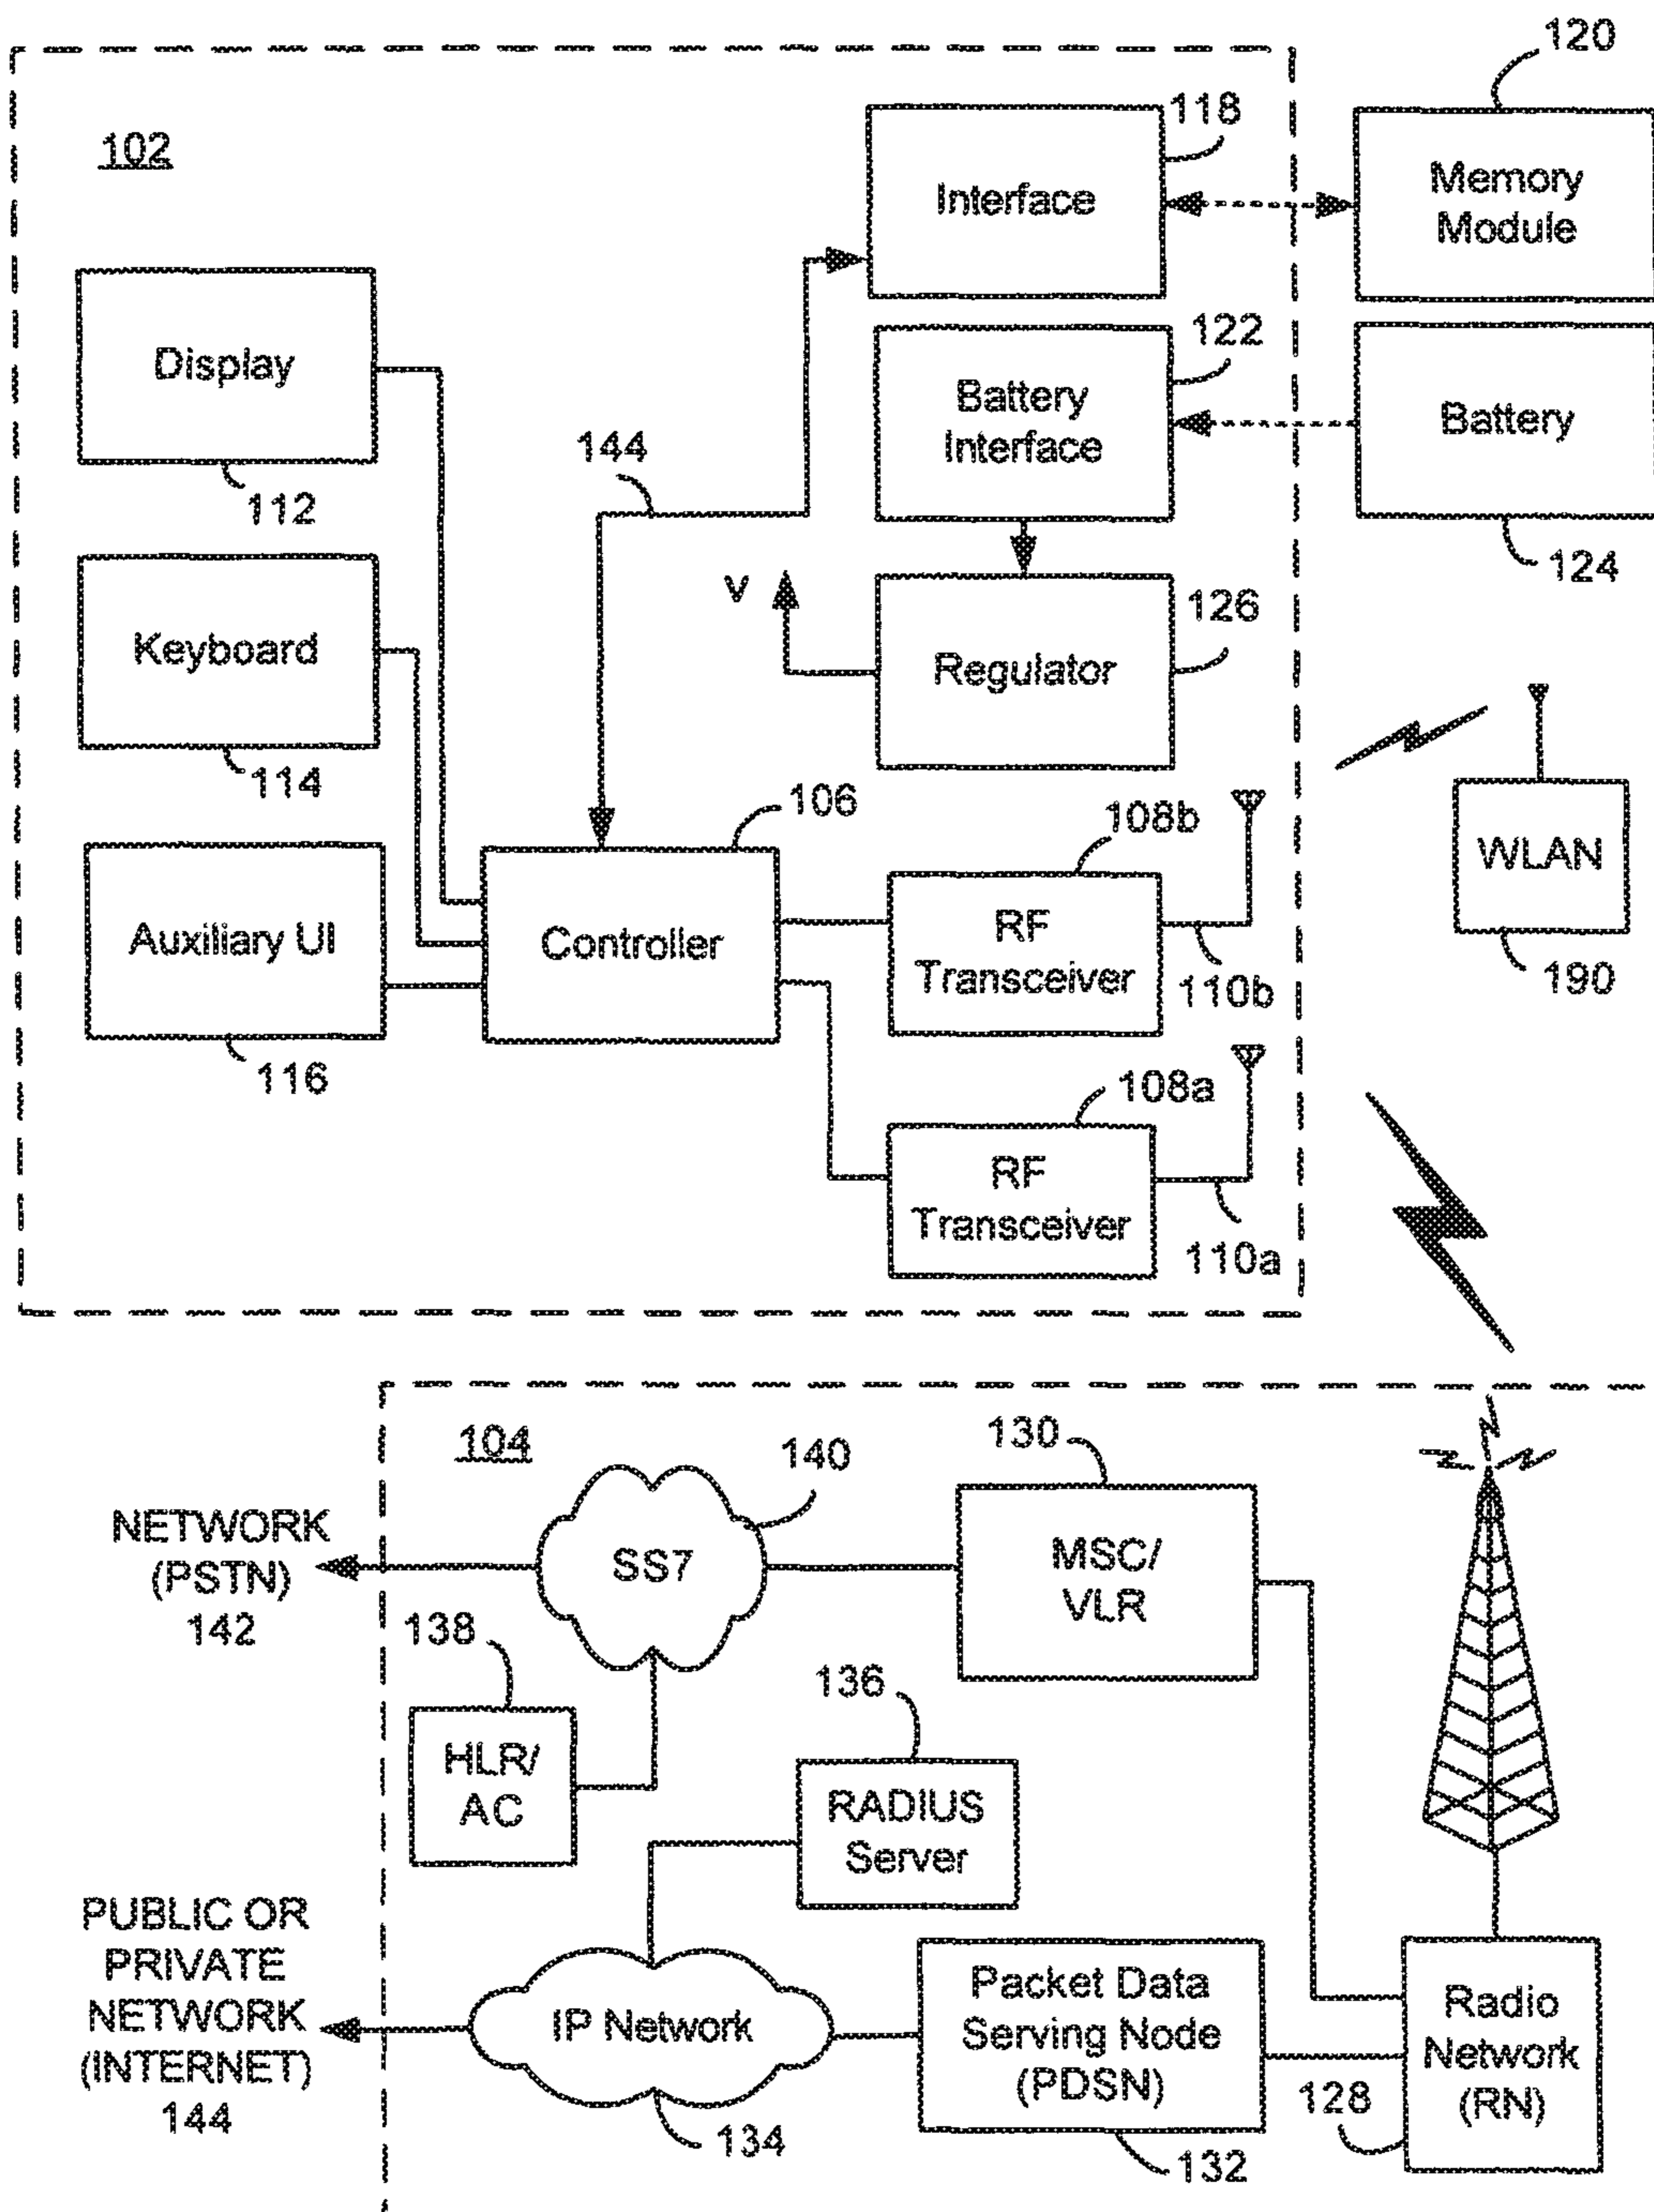 120
102
118
Interface
Memory
Module
122
Display
Battery
Interface
Battery
144
112
124
V
126
Keyboard
Regulator
114
106
108b
WLAN
Auxiliary UI
Controller
RF
Transceiver
110b
190
116
108a
RF
Transceiver
110a
104
140
130
NETWORK
(PSTN)
142
SS7
MSC/
VLR
138
136
HLR/
AC
RADIUS
Server
PUBLIC OR
PRIVATE
NETWORK
(INTERNET)
144
IP Network
Packet Data
Serving Node
(PDSN)
Radio
Network
(RN)
128
134
132